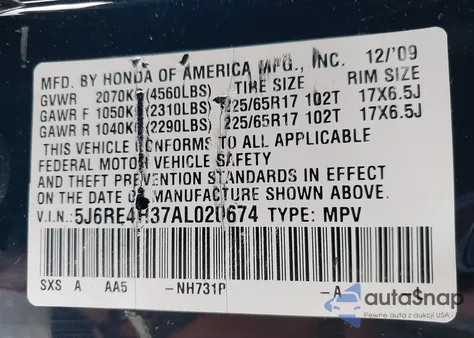 MFD. BY HONDA OF AMERICA MFG., INC. 12/'09
GVWR 2070KG (4560LBS) TIRE SIZE RIM SIZE
GAWR F 1050KG (2310LBS) 225/65R17 102T 17X6.5J
GAWR R 1040KG (2290LBS) 225/65R17 102T 17X6.5J
THIS VEHICLE CONFORMS TO ALL APPLICABLE
FEDERAL MOTOR VEHICLE SAFETY
AND THEFT PREVENTION STANDARDS IN EFFECT
ON THE DATE OF MANUFACTURE SHOWN ABOVE.
V.I.N.: 5J6RE4H37AL020674 TYPE: MPV
SXS A AA5 -NH731P -A
autosnap
Pewne auta z USA